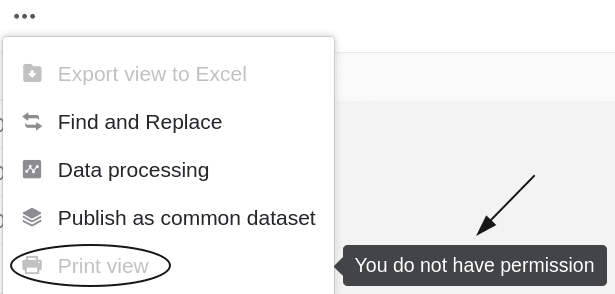 Export view to Excel
Find and Replace
Data processing
Publish as common dataset
Print view
You do not have permission